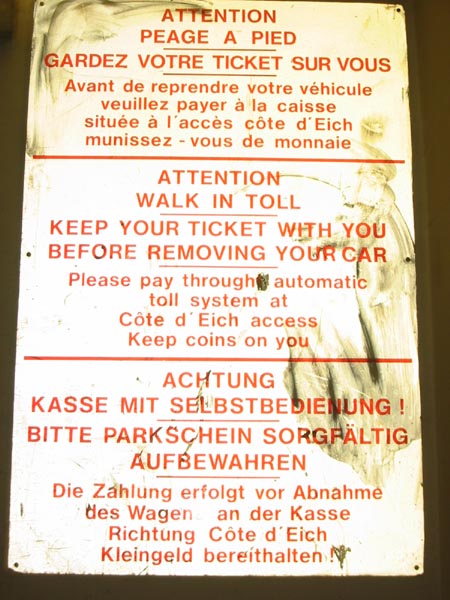 ATTENTION
PEAGE A PIED
GARDEZ VOTRE TICKET SUR VOUS
Avant de reprendre votre véhicule
veuillez payer à la caisse
située à l'accès côte d'Eich
munissez - vous de monnaie
ATTENTION
WALK IN TOLL
KEEP YOUR TICKET WITH YOU
BEFORE REMOVING YOUR CAR
Please pay through automatic
toll system at
Côte d'Eich access
Keep coins on you
ACHTUNG
KASSE MIT SELBSTBEDIENUNG !
BITTE PARKSCHEIN SORGFÄLTIG
AUFBEWAHREN
Die Zahlung erfolgt vor Abnahme
des Wagens an der Kasse
Richtung Côte d'Eich
Kleingeld bereithalten !